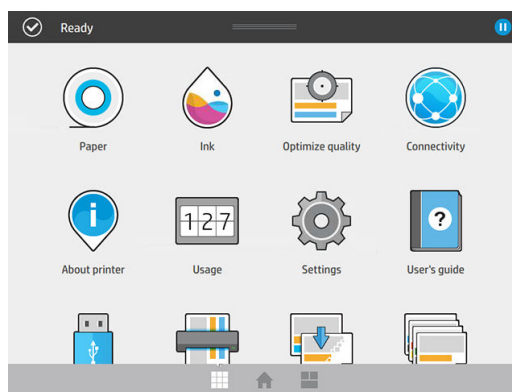 Ready
Paper
Ink
Optimize quality
Connectivity
About printer
127
Usage
Settings
?
User's guide